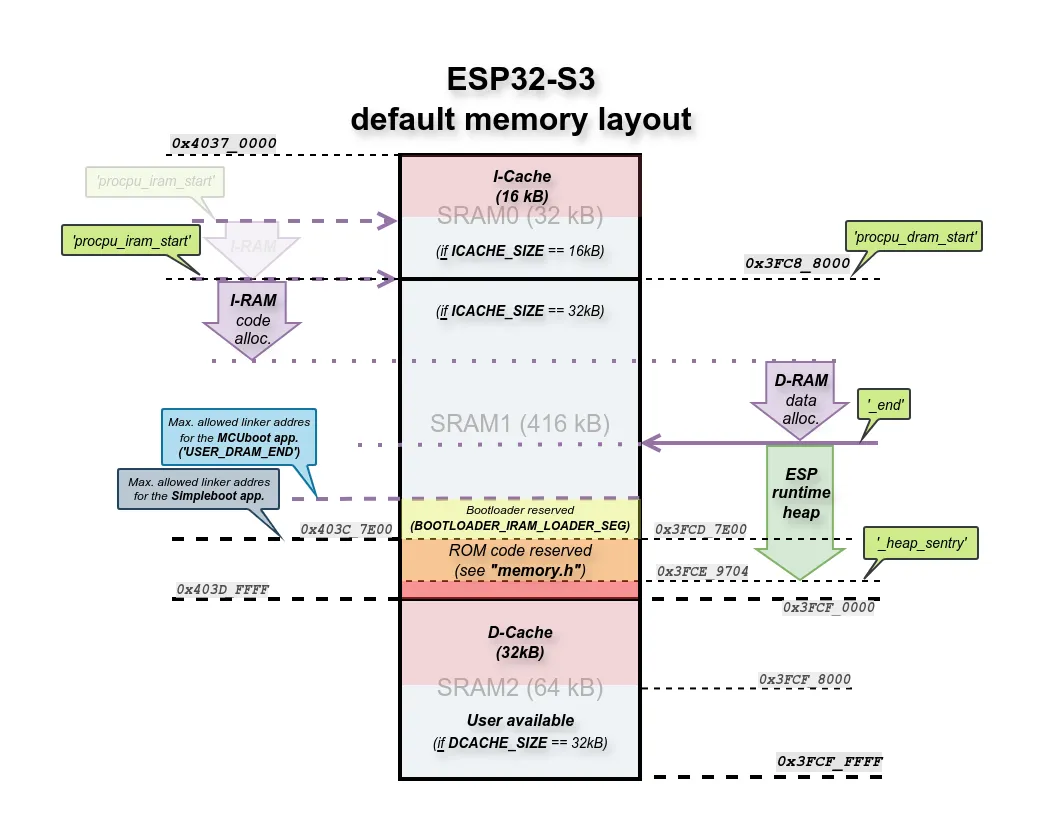 ESP32-S3
default memory layout
0x4037_0000
'procpu_iram_start'
I-Cache
(16 kB)
SRAM0 (32 kB)
'procpu_iram_start'
I-RAM
(if ICACHE_SIZE == 16kB)
'procpu_dram_start'
0x3FC8_8000
I-RAM
code
alloc.
(if ICACHE_SIZE == 32kB)
D-RAM
data
alloc.
'_end'
SRAM1 (416 kB)
Max. allowed linker addres
for the MCUboot app.
('USER_DRAM_END')
Max. allowed linker addres
for the Simpleboot app.
ESP
runtime
heap
Bootloader reserved
(BOOTLOADER_IRAM_LOADER_SEG)
0x403C_7E00
0x3FCD_7E00
ROM code reserved
(see "memory.h")
'_heap_sentry'
0x3FCE_9704
0x403D_FFFF
0x3FCF_0000
D-Cache
(32kB)
SRAM2 (64 kB)
0x3FCF_8000
User available
(if DCACHE_SIZE == 32kB)
0x3FCF_FFFF